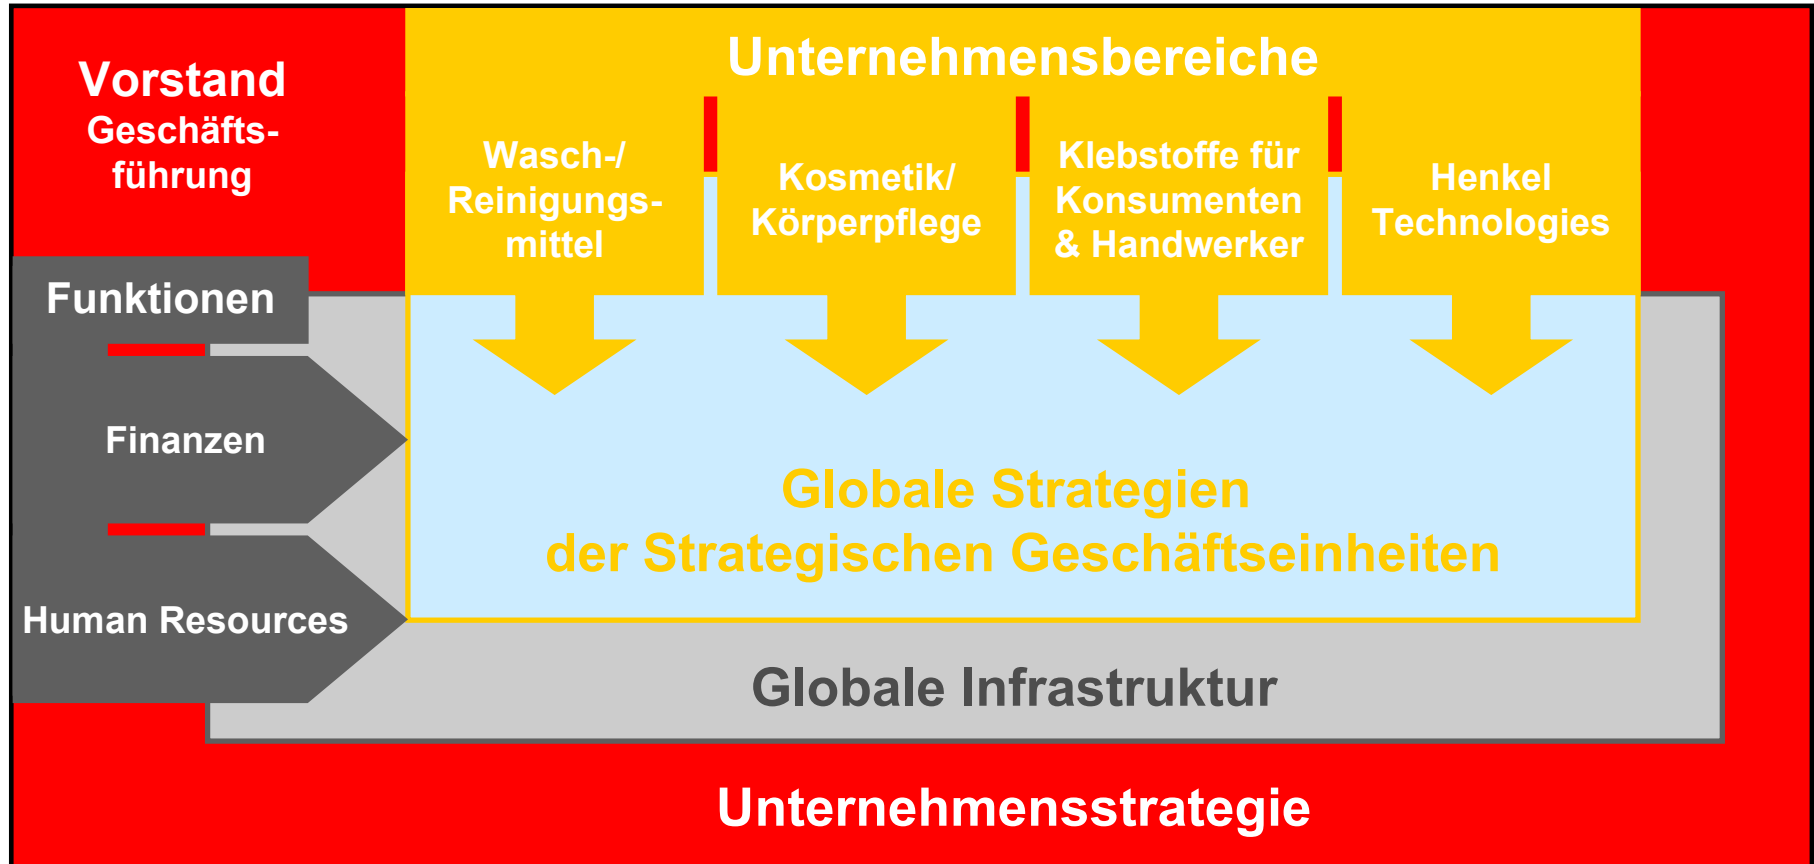 Vorstand
Geschäfts-
führung
Unternehmensbereiche
Wasch-/
Reinigungs-
mittel
Kosmetik/
Körperpflege
Klebstoffe für
Konsumenten
& Handwerker
Henkel
Technologies
Funktionen
Finanzen
Human Resources
Globale Strategien
der Strategischen Geschäftseinheiten
Globale Infrastruktur
Unternehmensstrategie